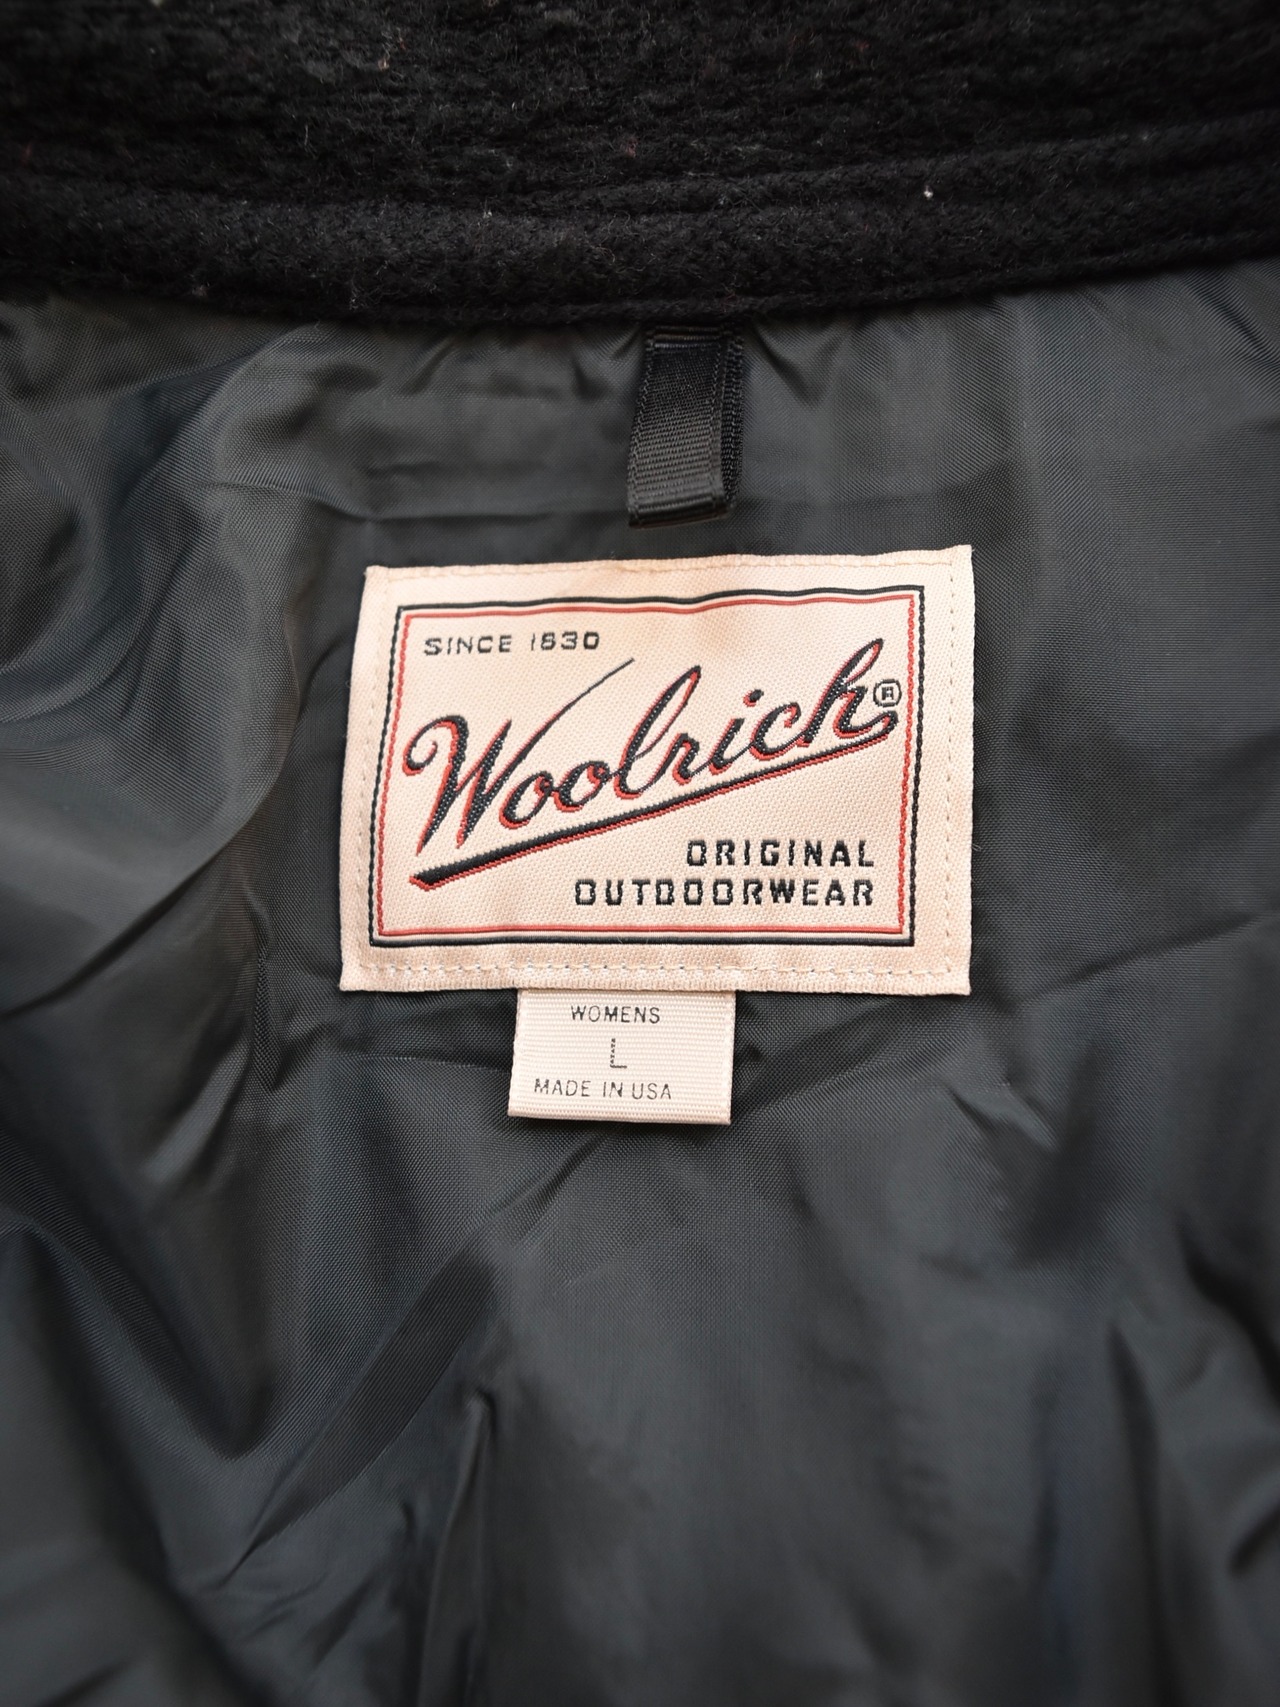 SINCE 1830
Woolrich®
ORIGINAL
OUTDOORWEAR
WOMENS
L
MADE IN USA